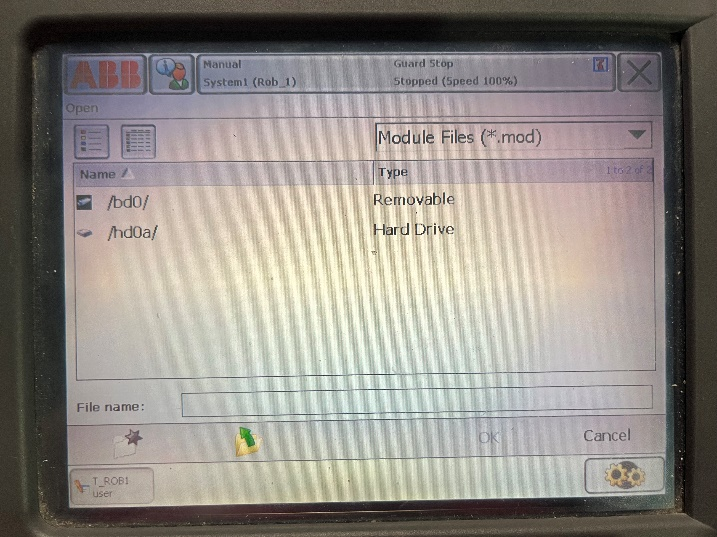 ABB
Manual
System1 (Rob_1)
Guard Stop
Stopped (Speed 100%)
Open
Module Files (*.mod)
Name
Type
1 to 2 of 2
/bd0/
Removable
/hd0a/
Hard Drive
File name:
OK
Cancel
T_ROB1
user